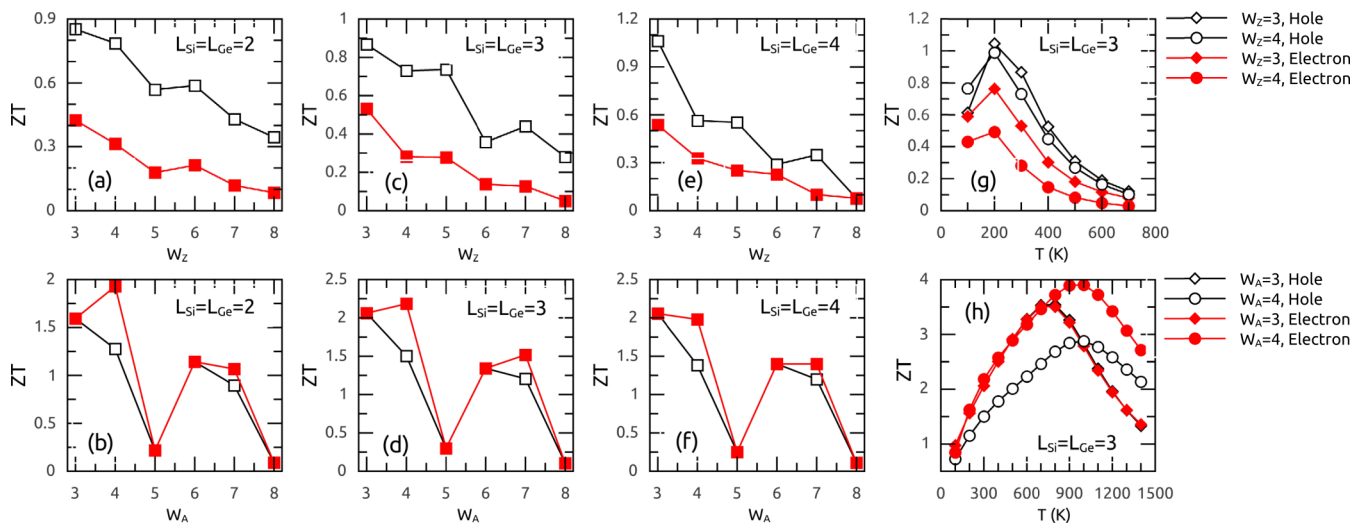 0.9
0.6
0.3
0
ZT
L_Si=L_Ge=2
(a)
3 4 5 6 7 8
W_Z
1
0.8
0.6
0.4
0.2
0
ZT
L_Si=L_Ge=3
(c)
3 4 5 6 7 8
W_Z
1.2
0.9
0.6
0.3
0
ZT
L_Si=L_Ge=4
(e)
3 4 5 6 7 8
W_Z
1.2
1
0.8
0.6
0.4
0.2
0
ZT
L_Si=L_Ge=3
(g)
0 200 400 600 800
T (K)
W_Z=3, Hole
W_Z=4, Hole
W_Z=3, Electron
W_Z=4, Electron
2
1.5
1
0.5
0
ZT
L_Si=L_Ge=2
(b)
3 4 5 6 7 8
W_A
2.5
2
1.5
1
0.5
0
ZT
L_Si=L_Ge=3
(d)
3 4 5 6 7 8
W_A
2.5
2
1.5
1
0.5
0
ZT
L_Si=L_Ge=4
(f)
3 4 5 6 7 8
W_A
4
3
2
1
ZT
(h)
L_Si=L_Ge=3
0 300 600 900 1200 1500
T (K)
W_A=3, Hole
W_A=4, Hole
W_A=3, Electron
W_A=4, Electron